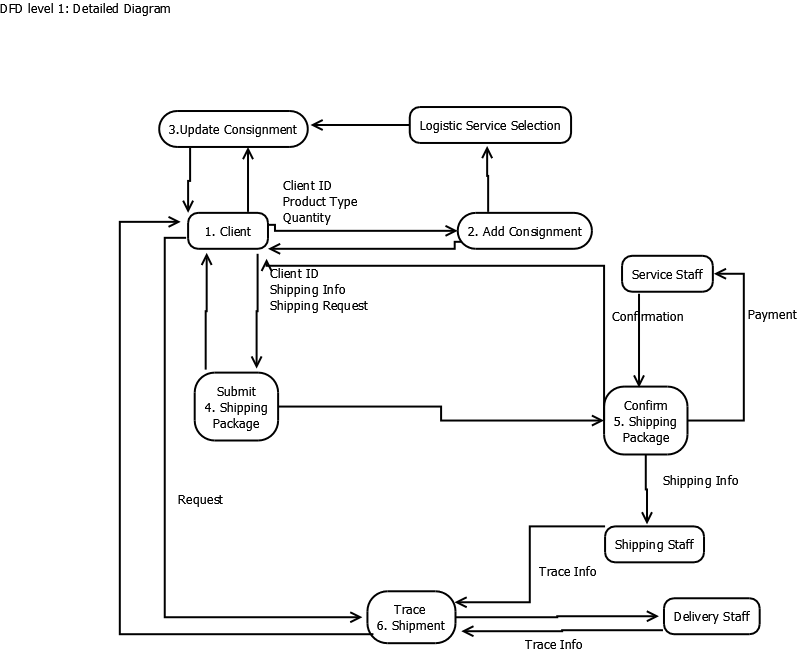 DFD level 1: Detailed Diagram
3.Update Consignment
Logistic Service Selection
Client ID
Product Type
Quantity
1. Client
2. Add Consignment
Client ID
Shipping Info
Shipping Request
Service Staff
Confirmation
Payment
Submit
4. Shipping
Package
Confirm
5. Shipping
Package
Shipping Info
Request
Shipping Staff
Trace Info
Trace
6. Shipment
Delivery Staff
Trace Info